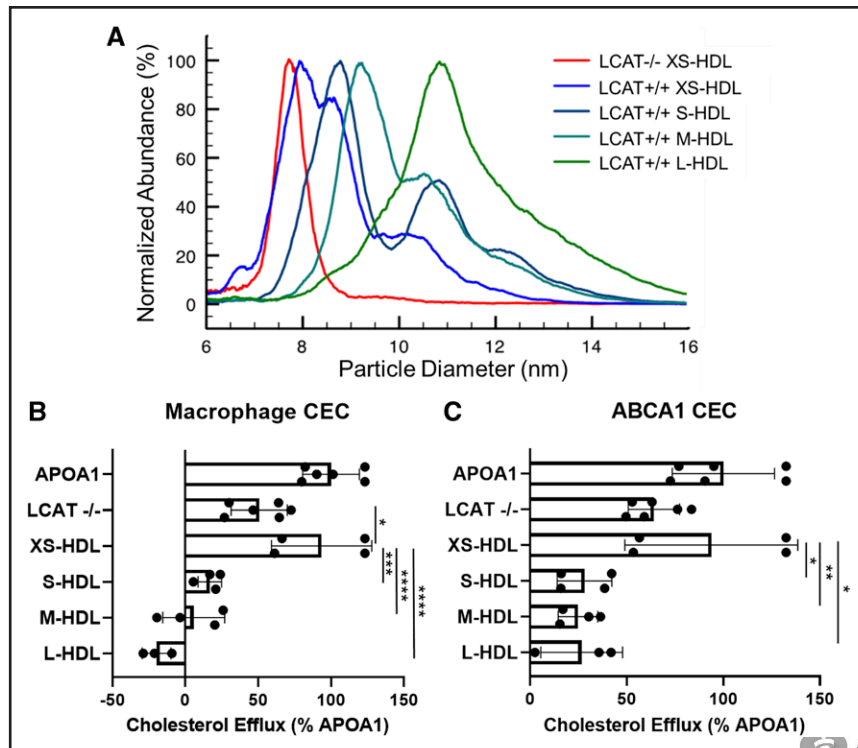 A
LCAT-/- XS-HDL
LCAT+/+ XS-HDL
LCAT+/+ S-HDL
LCAT+/+ M-HDL
LCAT+/+ L-HDL
Normalized Abundance (%)
100
80
60
40
20
0
6 7 8 10 12 14 16
Particle Diameter (nm)
B Macrophage CEC
APOA1
LCAT -/-
XS-HDL
S-HDL
M-HDL
L-HDL
*
***
****
****
-50 0 50 100 150
Cholesterol Efflux (% APOA1)
C ABCA1 CEC
APOA1
LCAT -/-
XS-HDL
S-HDL
M-HDL
L-HDL
*
**
*
0 50 100 150
Cholesterol Efflux (% APOA1)